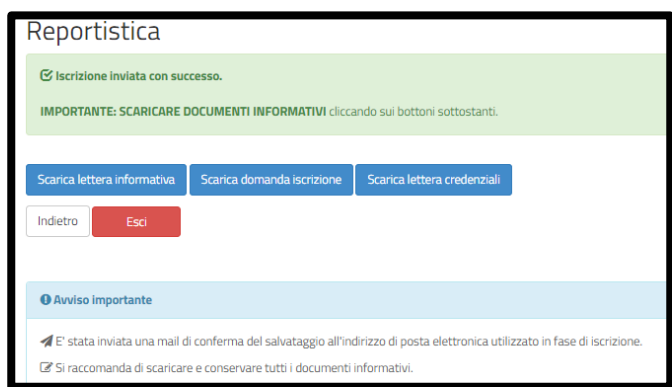 Reportistica
Iscrizione inviata con successo.
IMPORTANTE: SCARICARE DOCUMENTI INFORMATIVI cliccando sui bottoni sottostanti.
Scarica lettera informativa Scarica domanda iscrizione Scarica lettera credenziali
Indietro Esci
Avviso importante
E' stata inviata una mail di conferma del salvataggio all'indirizzo di posta elettronica utilizzato in fase di iscrizione.
Si raccomanda di scaricare e conservare tutti i documenti informativi.